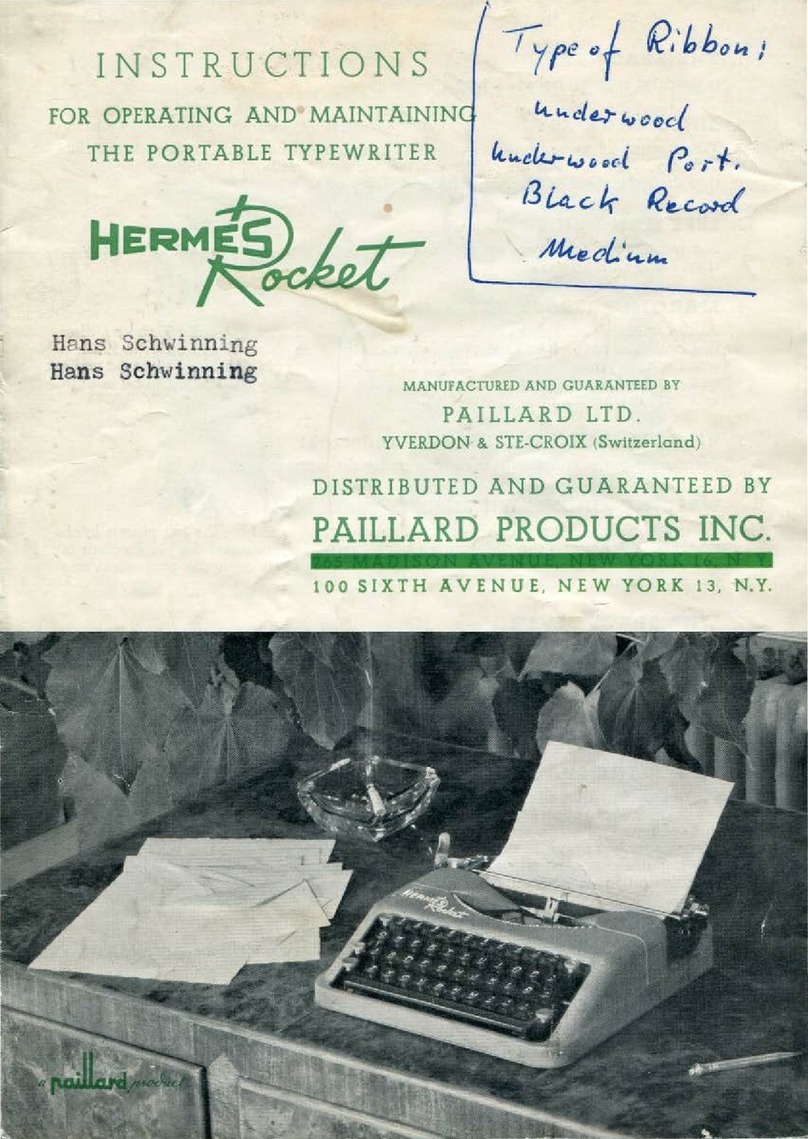 INSTRUCTIONS
FOR OPERATING AND MAINTAINING
THE PORTABLE TYPEWRITER
HERMES
Rocket
Type of Ribbon:
Underwood
Underwood Port.
Black Record
Medium
Hans Schwinning
Hans Schwinning
MANUFACTURED AND GUARANTEED BY
PAILLARD LTD.
YVERDON & STE-CROIX (Switzerland)
DISTRIBUTED AND GUARANTEED BY
PAILLARD PRODUCTS INC.
265 MADISON AVENUE, NEW YORK 16, N.Y.
100 SIXTH AVENUE, NEW YORK 13, N.Y.
HERMES
Rocket
a paillard product